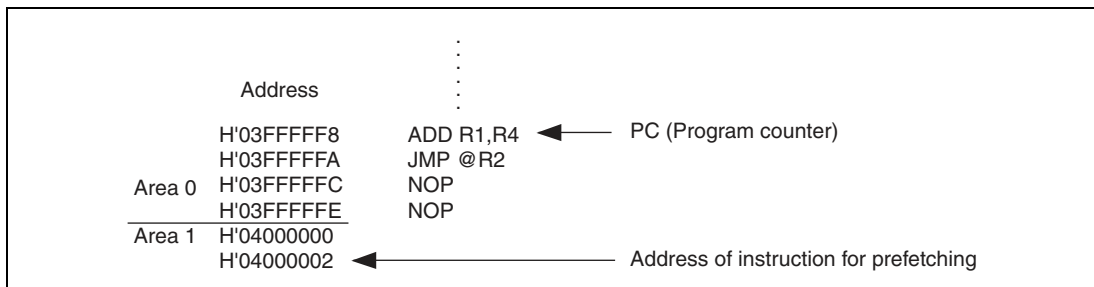 Address
H'03FFFFF8 ADD R1,R4 PC (Program counter)
H'03FFFFFA JMP @R2
Area 0 H'03FFFFFC NOP
H'03FFFFFE NOP
Area 1 H'04000000
H'04000002 Address of instruction for prefetching